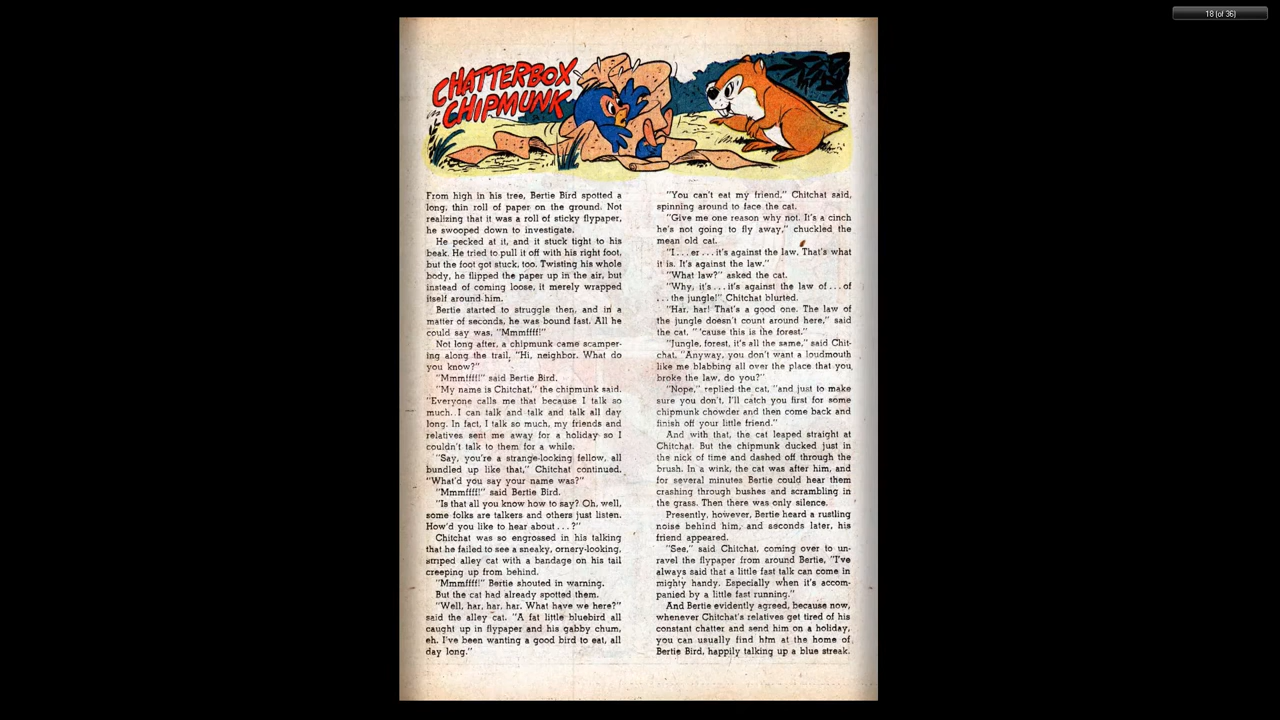 18 (of 36)
CHATTERBOX
CHIPMUNK
From high in his tree, Bertie Bird spotted a
long, thin roll of paper on the ground. Not
realizing that it was a roll of sticky flypaper,
he swooped down to investigate.
He pecked at it, and it stuck tight to his
beak. He tried to pull it off with his right foot,
but the foot got stuck, too. Twisting his whole
body, he flipped the paper up in the air, but
instead of coming loose, it merely wrapped
itself around him.
Bertie started to struggle then, and in a
matter of seconds, he was bound fast. All he
could say was, "Mmmffff!"
Not long after, a chipmunk came scamper-
ing along the trail. "Hi, neighbor. What do
you know?"
"Mmmffff!" said Bertie Bird.
"My name is Chitchat," the chipmunk said.
"Everyone calls me that because I talk so
much. I can talk and talk and talk all day
long. In fact, I talk so much, my friends and
relatives sent me away for a holiday so I
couldn't talk to them for a while.
"Say, you're a strange-looking fellow, all
bundled up like that," Chitchat continued.
"What'd you say your name was?"
"Mmmffff!" said Bertie Bird.
"Is that all you know how to say? Oh, well,
some folks are talkers and others just listen.
How'd you like to hear about . . . ?"
Chitchat was so engrossed in his talking
that he failed to see a sneaky, ornery-looking,
striped alley cat with a bandage on his tail
creeping up from behind.
"Mmmffff!" Bertie shouted in warning.
But the cat had already spotted them.
"Well, har, har, har. What have we here?"
said the alley cat. "A fat little bluebird all
caught up in flypaper and his gabby chum,
eh. I've been wanting a good bird to eat, all
day long."
"You can't eat my friend," Chitchat said,
spinning around to face the cat.
"Give me one reason why not. It's a cinch
he's not going to fly away," chuckled the
mean old cat.
"I . . . er . . . it's against the law. That's what
it is. It's against the law."
"What law?" asked the cat.
"Why, it's . . . it's against the law of . . . of
. . . the jungle!" Chitchat blurted.
"Har, har! That's a good one. The law of
the jungle doesn't count around here," said
the cat. " 'cause this is the forest."
"Jungle, forest, it's all the same," said Chit-
chat. "Anyway, you don't want a loudmouth
like me blabbing all over the place that you
broke the law, do you?"
"Nope," replied the cat, "and just to make
sure you don't, I'll catch you first for some
chipmunk chowder and then come back and
finish off your little friend."
And with that, the cat leaped straight at
Chitchat. But the chipmunk ducked just in
the nick of time and dashed off through the
brush. In a wink, the cat was after him, and
for several minutes Bertie could hear them
crashing through bushes and scrambling in
the grass. Then there was only silence.
Presently, however, Bertie heard a rustling
noise behind him, and seconds later, his
friend appeared.
"See," said Chitchat, coming over to un-
ravel the flypaper from around Bertie, "I've
always said that a little fast talk can come in
mighty handy. Especially when it's accom-
panied by a little fast running."
And Bertie evidently agreed, because now,
whenever Chitchat's relatives get tired of his
constant chatter and send him on a holiday,
you can usually find him at the home of
Bertie Bird, happily talking up a blue streak.